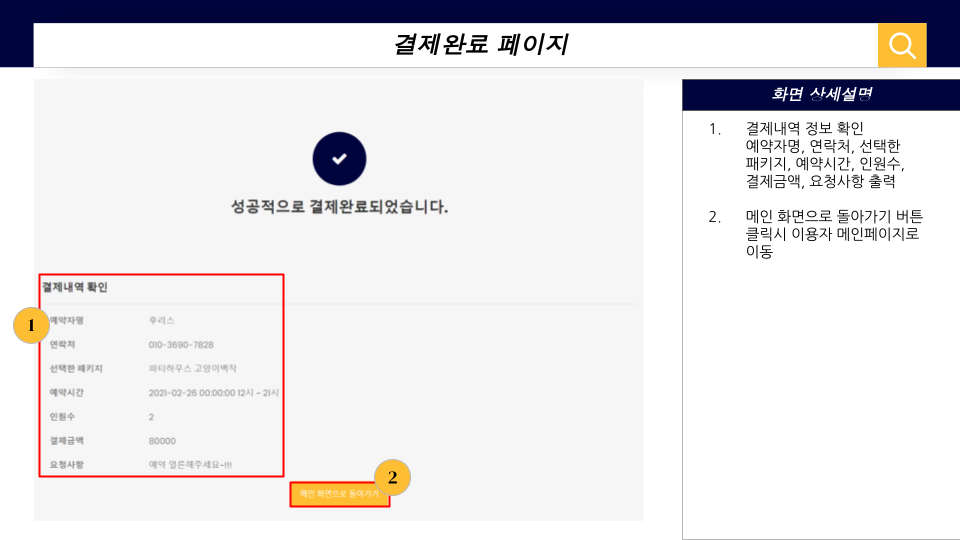 결제완료 페이지
성공적으로 결제완료되었습니다.
결제내역 확인
1
예약자명 후리스
연락처 010-3690-7828
선택한 패키지 파티하우스 고양이백작
예약시간 2021-02-26 00:00:00 12시 ~ 21시
인원수 2
결제금액 80000
요청사항 예약 얼른해주세요~!!!
2
메인 화면으로 돌아가기
화면 상세설명
1. 결제내역 정보 확인
예약자명, 연락처, 선택한
패키지, 예약시간, 인원수,
결제금액, 요청사항 출력
2. 메인 화면으로 돌아가기 버튼
클릭시 이용자 메인페이지로
이동